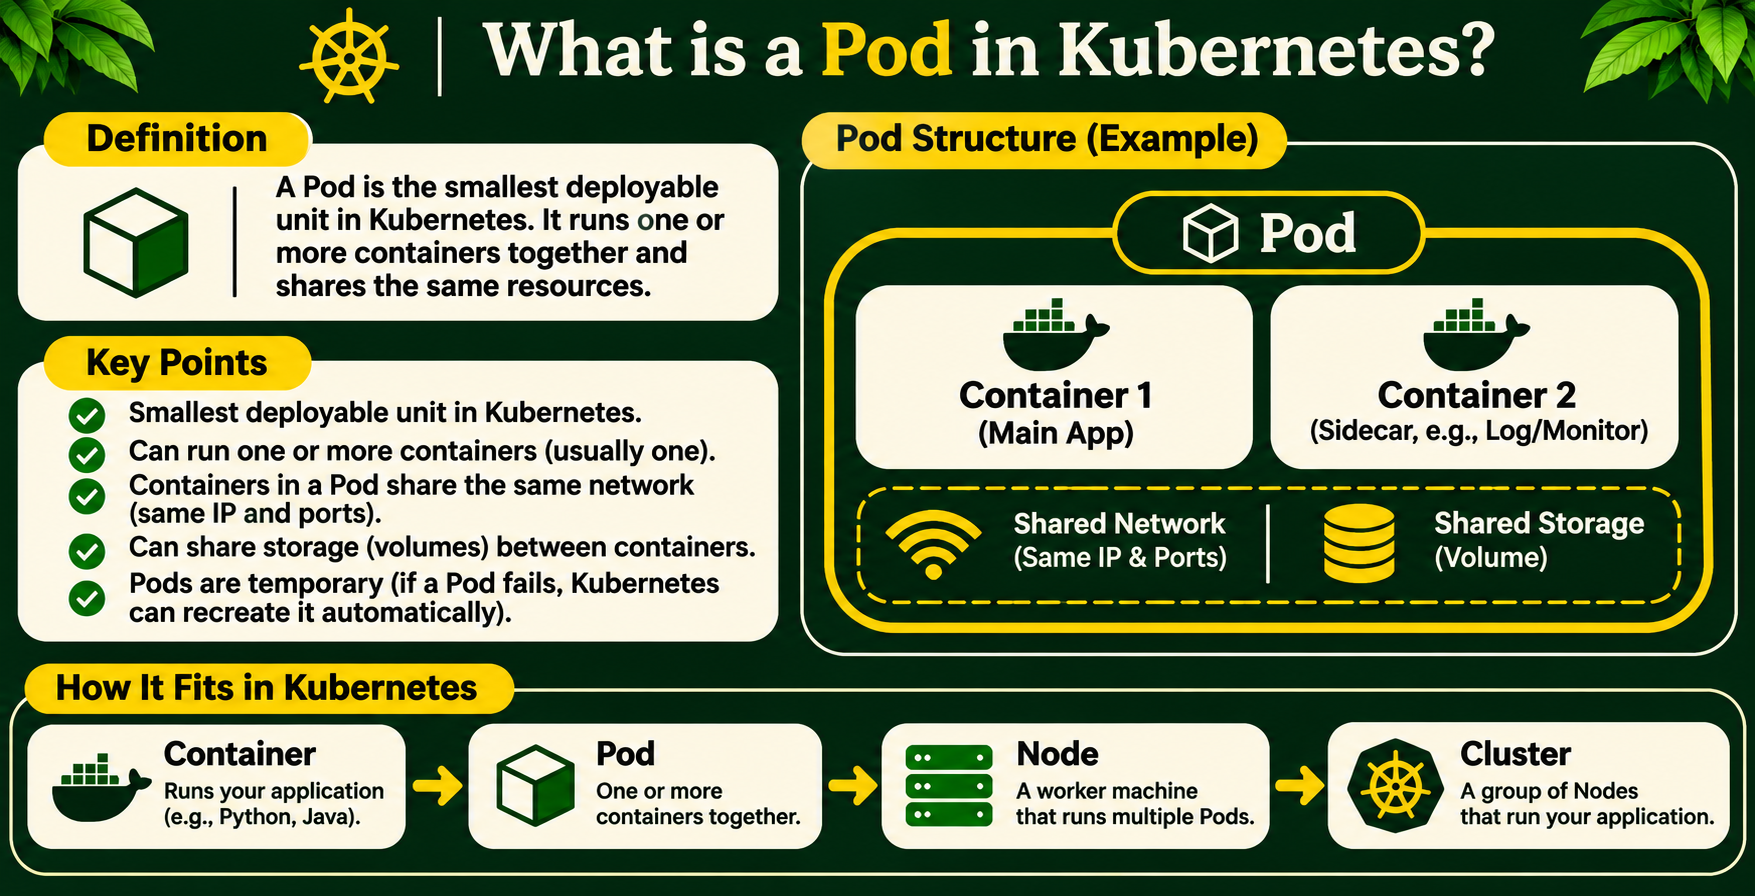 What is a Pod in Kubernetes?
Definition
A Pod is the smallest deployable
unit in Kubernetes. It runs one or
more containers together and
shares the same resources.
Key Points
Smallest deployable unit in Kubernetes.
Can run one or more containers (usually one).
Containers in a Pod share the same network
(same IP and ports).
Can share storage (volumes) between containers.
Pods are temporary (if a Pod fails, Kubernetes
can recreate it automatically).
Pod Structure (Example)
Pod
Container 1
(Main App)
Container 2
(Sidecar, e.g., Log/Monitor)
Shared Network
(Same IP & Ports)
Shared Storage
(Volume)
How It Fits in Kubernetes
Container
Runs your application
(e.g., Python, Java).
Pod
One or more
containers together.
Node
A worker machine
that runs multiple Pods.
Cluster
A group of Nodes
that run your application.